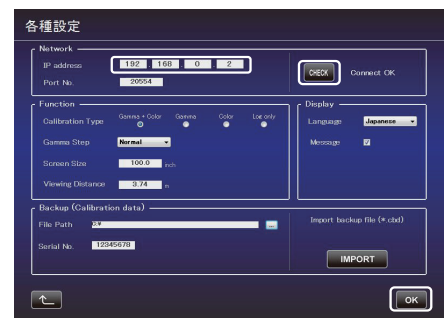 各種設定
Network
IP address 192 168 0 2
Port No. 20554
CHECK Connect OK
Function
Calibration Type Gamma + Color Gamma Color Log only
Gamma Step Normal
Screen Size 100.0 inch
Viewing Distance 3.74 m
Display
Language Japanese
Message
Backup (Calibration data)
File Path
...
Serial No. 12345678
Import backup file (*.cbd)
IMPORT
OK